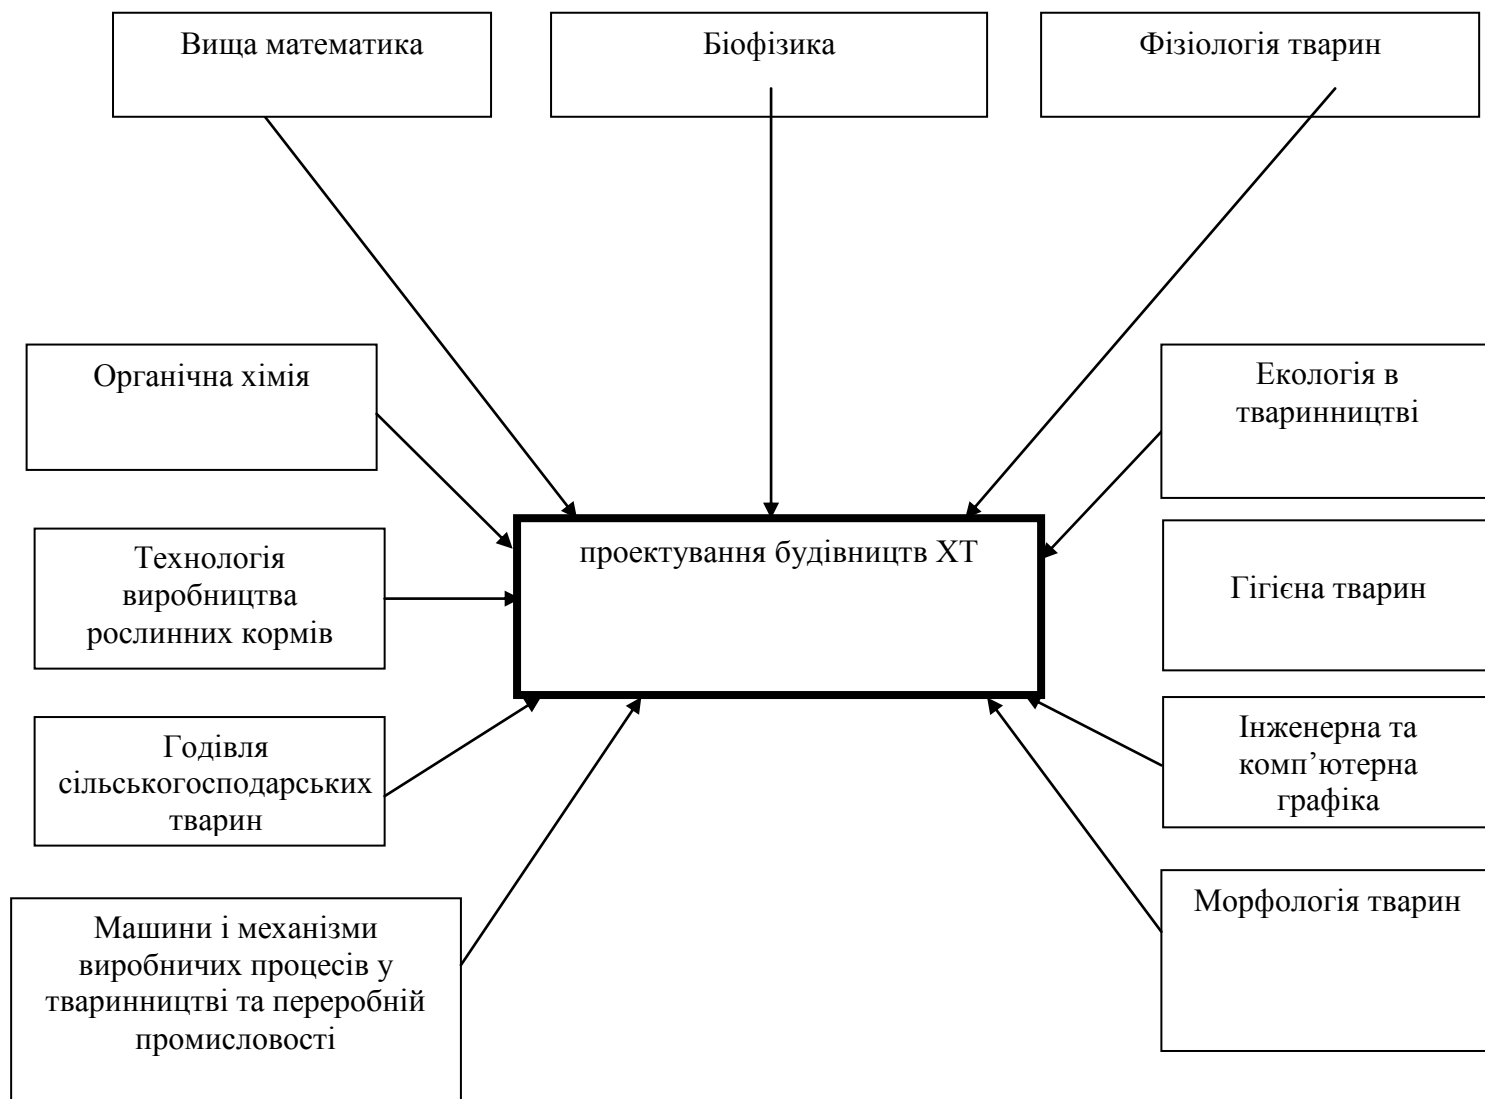 Вища математика
Біофізика
Фізіологія тварин
Органічна хімія
Екологія в
тваринництві
проектування будівництв ХТ
Технологія
виробництва
рослинних кормів
Гігієна тварин
Годівля
сільськогосподарських
тварин
Інженерна та
комп’ютерна
графіка
Машини і механізми
виробничих процесів у
тваринництві та переробній
промисловості
Морфологія тварин